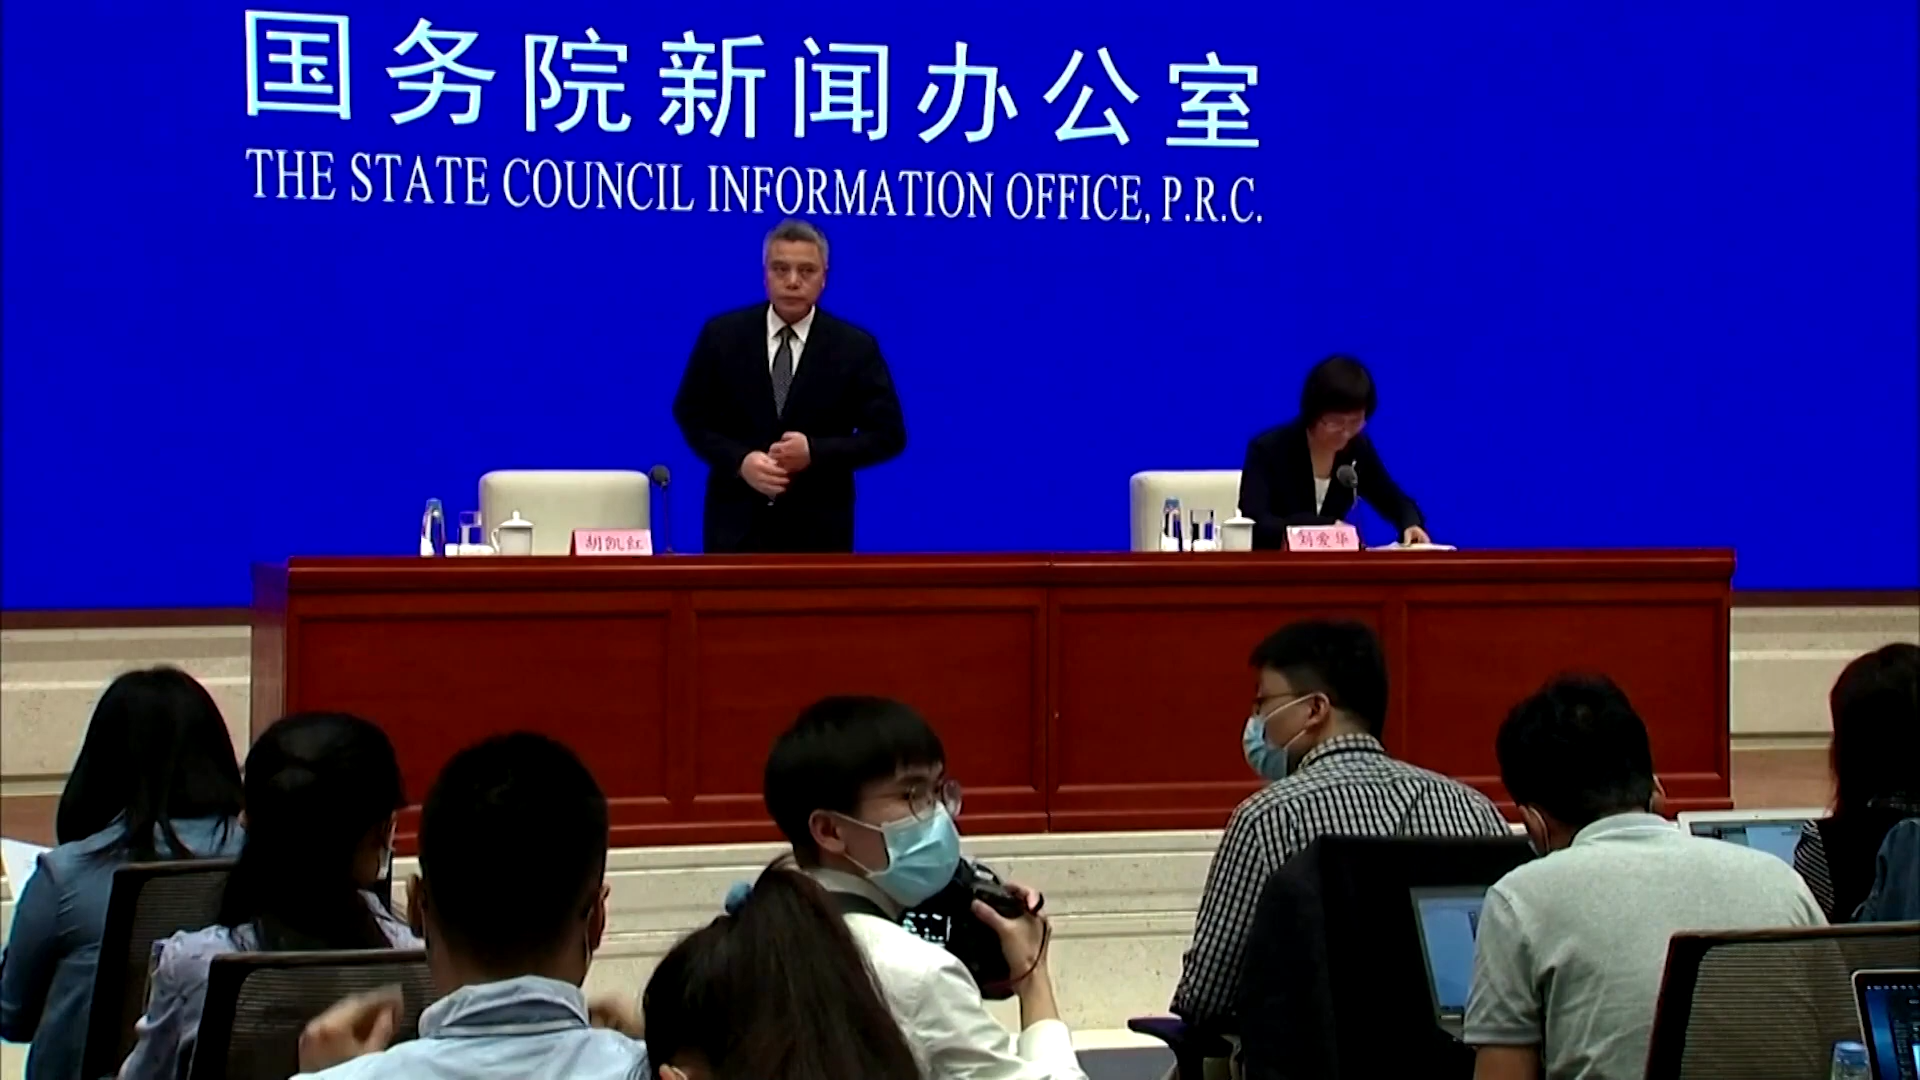 国务院新闻办公室
THE STATE COUNCIL INFORMATION OFFICE, P.R.C.
胡凯红
刘爱华